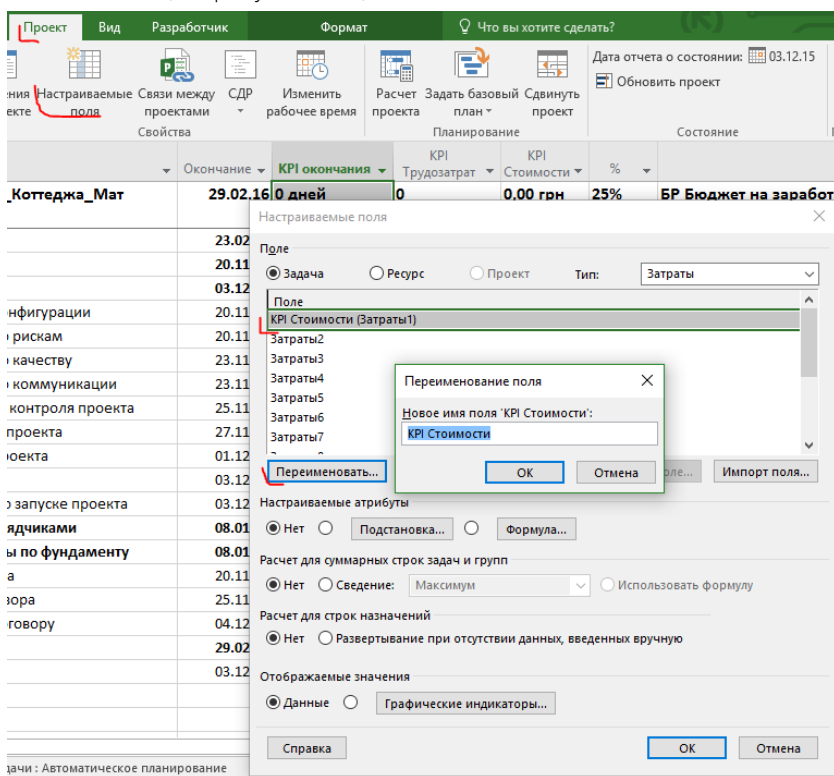 Проект Вид Разработчик Формат Что вы хотите сделать?
Настраиваемые поля
Связи между проектами
СДР
Изменить рабочее время
Расчет проекта
Задать базовый план
Сдвинуть проект
Дата отчета о состоянии: 03.12.15
Обновить проект
Свойства
Планирование
Состояние
Окончание KPI окончания KPI Трудозатрат KPI Стоимости %
_Коттеджа_Мат 29.02.16 0 дней 0 0,00 грн 25% БР Бюджет на заработ
23.02
20.11
03.12
нфигурации 20.11
рискам 20.11
качеству 23.11
коммуникации 23.11
контроля проекта 25.11
проекта 27.11
роекта 01.12
03.12
о запуске проекта 03.12
ядчиками 08.01
ы по фундаменту 08.01
а 20.11
вора 25.11
говору 04.12
29.02
03.12
дачи : Автоматическое планирование
Настраиваемые поля
Поле
Задача Ресурс Проект Тип: Затраты
Поле
KPI Стоимости (Затраты1)
Затраты2
Затраты3
Затраты4
Затраты5
Затраты6
Затраты7
Переименовать... оле... Импорт поля...
Переименование поля
Новое имя поля 'KPI Стоимости':
KPI Стоимости
ОК Отмена
Настраиваемые атрибуты
Нет Подстановка... Формула...
Расчет для суммарных строк задач и групп
Нет Сведение: Максимум Использовать формулу
Расчет для строк назначений
Нет Развертывание при отсутствии данных, введенных вручную
Отображаемые значения
Данные Графические индикаторы...
Справка ОК Отмена